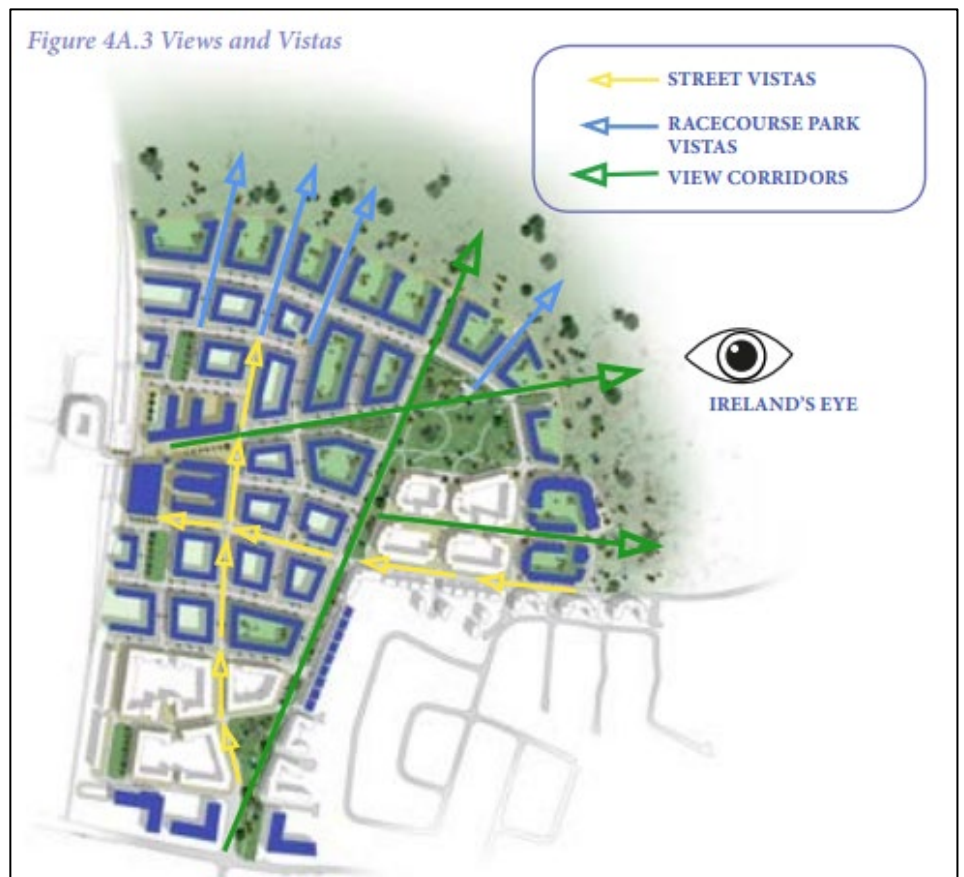 Figure 4A.3 Views and Vistas
STREET VISTAS
RACECOURSE PARK
VISTAS
VIEW CORRIDORS
IRELAND'S EYE